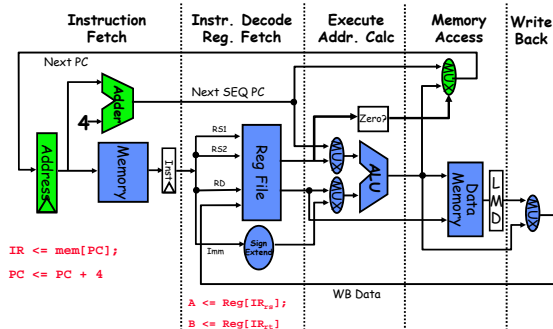 Instruction
Fetch
Instr. Decode
Reg. Fetch
Execute
Addr. Calc
Memory
Access
Write
Back
Next PC
Next SEQ PC
Adder
4
Address
Memory
Inst
RS1
RS2
RD
Reg File
Imm
Sign
Extend
Zero?
MUX
MUX
MUX
ALU
Data
Memory
L
M
D
MUX
WB Data
IR <= mem[PC];
PC <= PC + 4
A <= Reg[IRrs];
B <= Reg[IRrt]